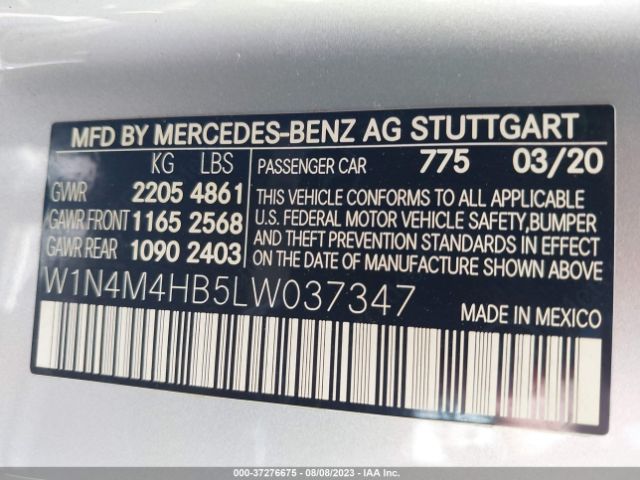 MFD BY MERCEDES-BENZ AG STUTTGART
KG LBS
GVWR 2205 4861
GAWR FRONT 1165 2568
GAWR REAR 1090 2403
PASSENGER CAR 775 03/20
THIS VEHICLE CONFORMS TO ALL APPLICABLE
U.S. FEDERAL MOTOR VEHICLE SAFETY, BUMPER
AND THEFT PREVENTION STANDARDS IN EFFECT
ON THE DATE OF MANUFACTURE SHOWN ABOVE.
W1N4M4HB5LW037347
MADE IN MEXICO
000-37276675 - 08/08/2023 - IAA Inc.